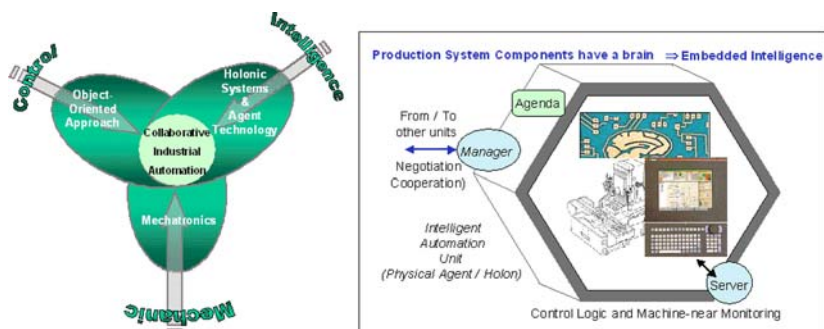 Control
Intelligence
Object-
Oriented
Approach
Holonic
Systems
&
Agent
Technology
Collaborative
Industrial
Automation
Mechatronics
Mechanic
Production System Components have a brain ⇒ Embedded Intelligence
Agenda
From / To
other units
Manager
Negotiation
Cooperation)
Intelligent
Automation
Unit
(Physical Agent / Holon)
Server
Control Logic and Machine-near Monitoring